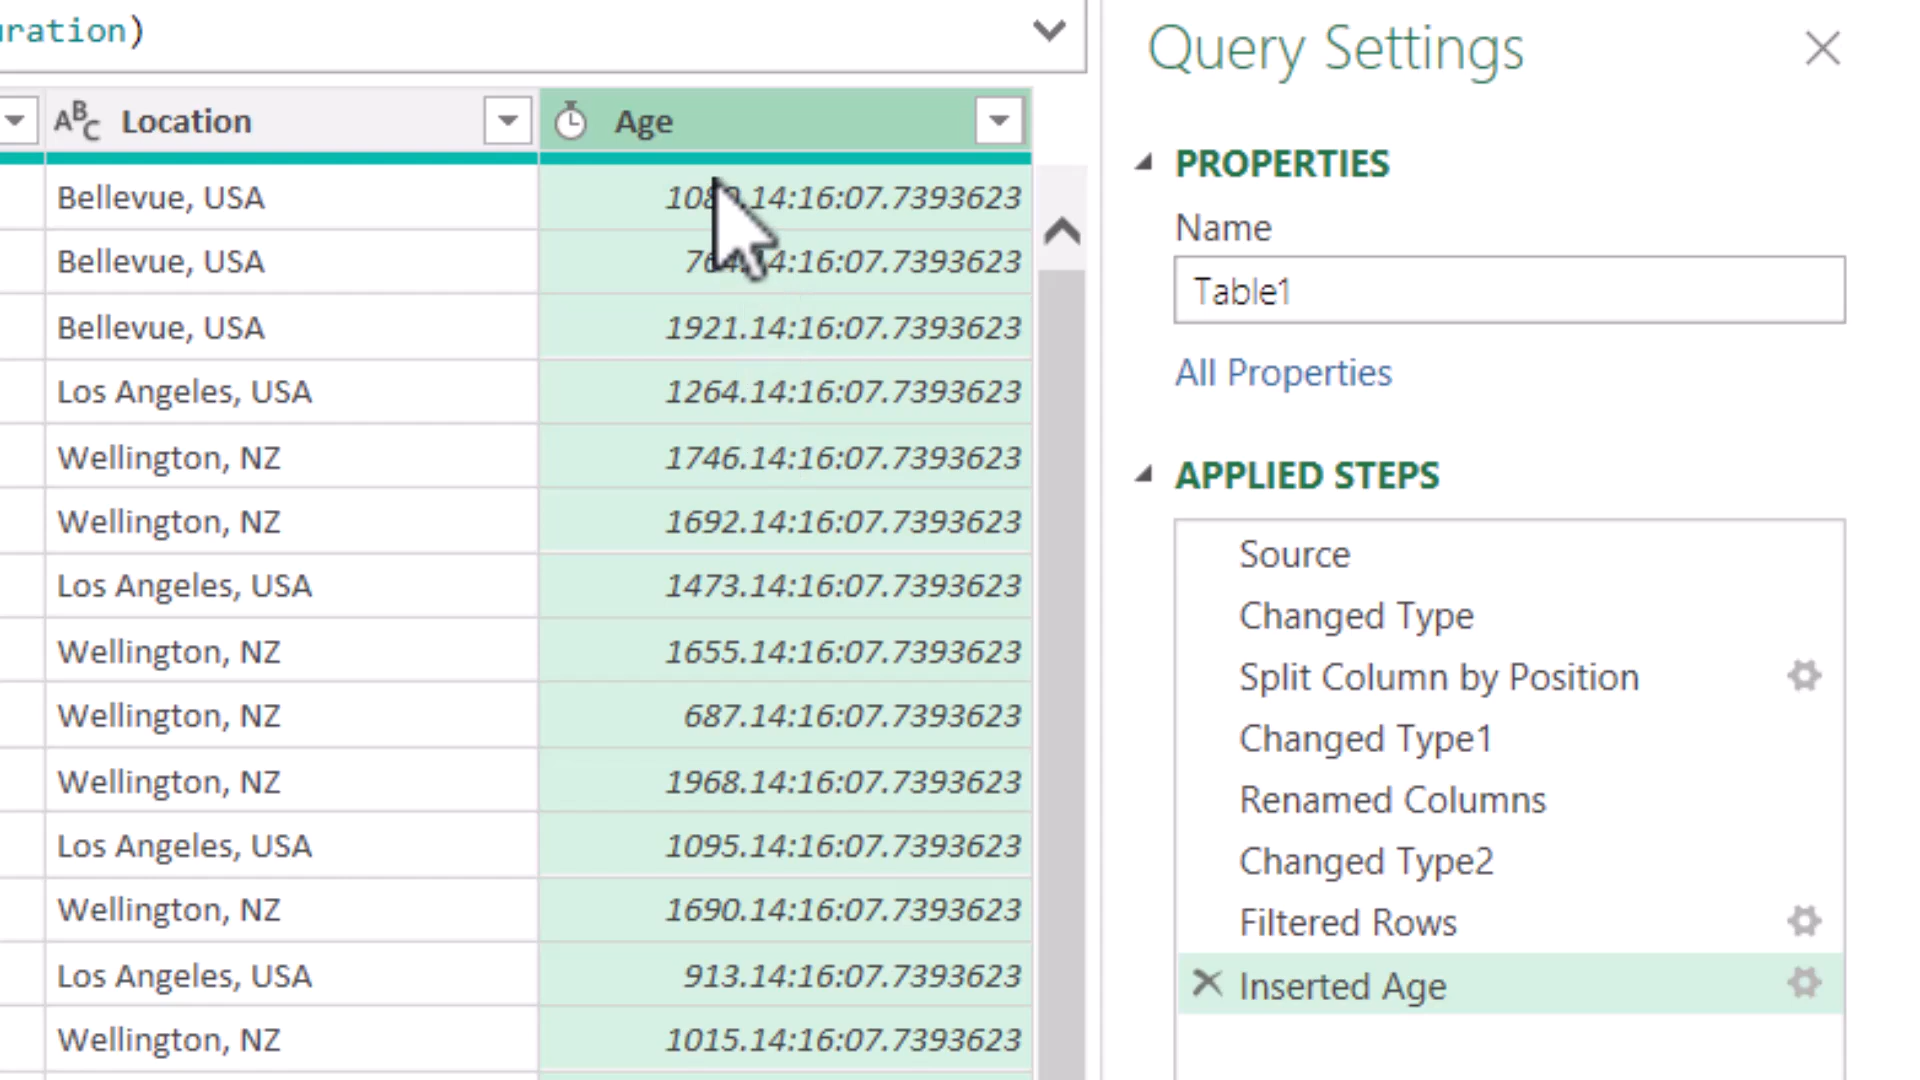 uration)
Location Age
Bellevue, USA
Bellevue, USA
Bellevue, USA 1921.14:16:07.7393623
Los Angeles, USA 1264.14:16:07.7393623
Wellington, NZ 1746.14:16:07.7393623
Wellington, NZ 1692.14:16:07.7393623
Los Angeles, USA 1473.14:16:07.7393623
Wellington, NZ 1655.14:16:07.7393623
Wellington, NZ 687.14:16:07.7393623
Wellington, NZ 1968.14:16:07.7393623
Los Angeles, USA 1095.14:16:07.7393623
Wellington, NZ 1690.14:16:07.7393623
Los Angeles, USA 913.14:16:07.7393623
Wellington, NZ 1015.14:16:07.7393623
Query Settings
PROPERTIES
Name
Table1
All Properties
APPLIED STEPS
Source
Changed Type
Split Column by Position
Changed Type1
Renamed Columns
Changed Type2
Filtered Rows
Inserted Age